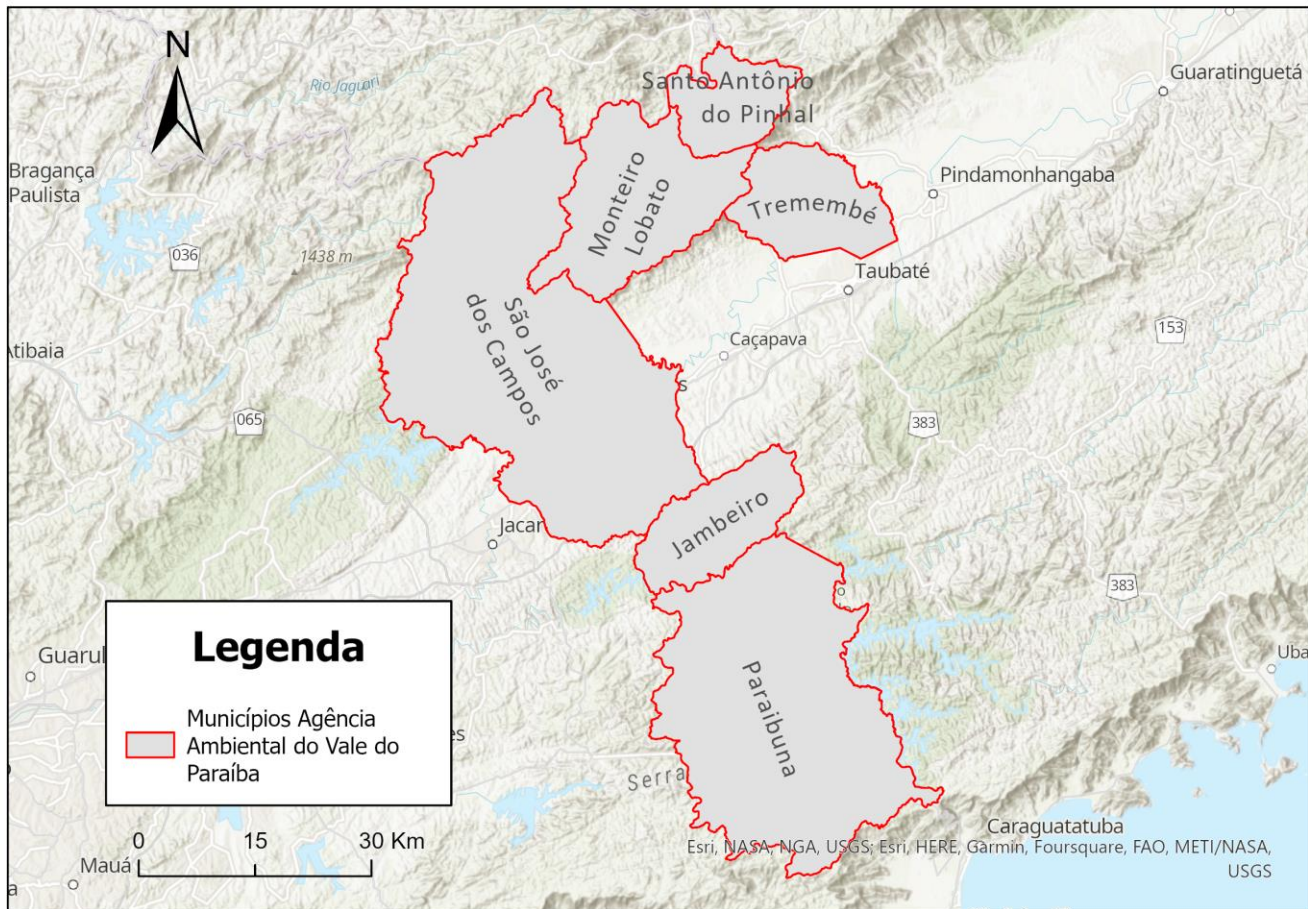 N
Rio Jaguari
Santo Antônio
do Pinhal
Guaratinguetá
Bragança
Paulista
Monteiro
Lobato
Tremembé
Pindamonhangaba
036
1438 m
Taubaté
São José
dos Campos
Caçapava
153
Atibaia
s
065
383
Jambeiro
Jacar
383
Legenda
Guarul
Municípios Agência
Ambiental do Vale do
Paraíba
Paraibuna
Uba
es
Serra
0 15 30 Km
Mauá
a
Caraguatatuba
Esri, NASA, NGA, USGS; Esri, HERE, Garmin, Foursquare, FAO, METI/NASA,
USGS